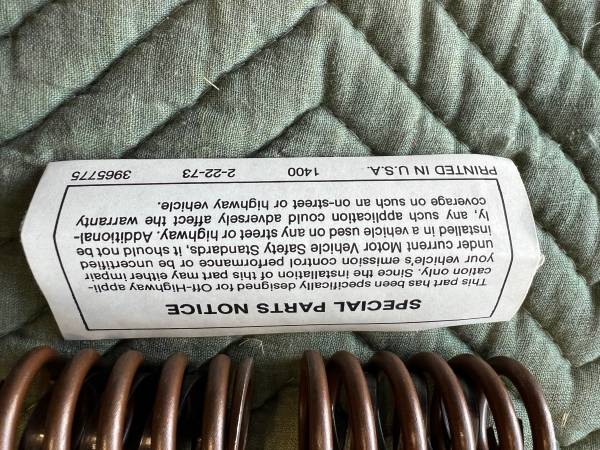 SPECIAL PARTS NOTICE
This part has been specifically designed for Off-Highway appli-
cation only. Since the installation of this part may either impair
your vehicle's emission control performance or be uncertified
under current Motor Vehicle Safety Standards, it should not be
installed in a vehicle used on any street or highway. Additional-
ly, any such application could adversely affect the warranty
coverage on such an on-street or highway vehicle.
PRINTED IN U.S.A. 1400 2-22-73 3965775